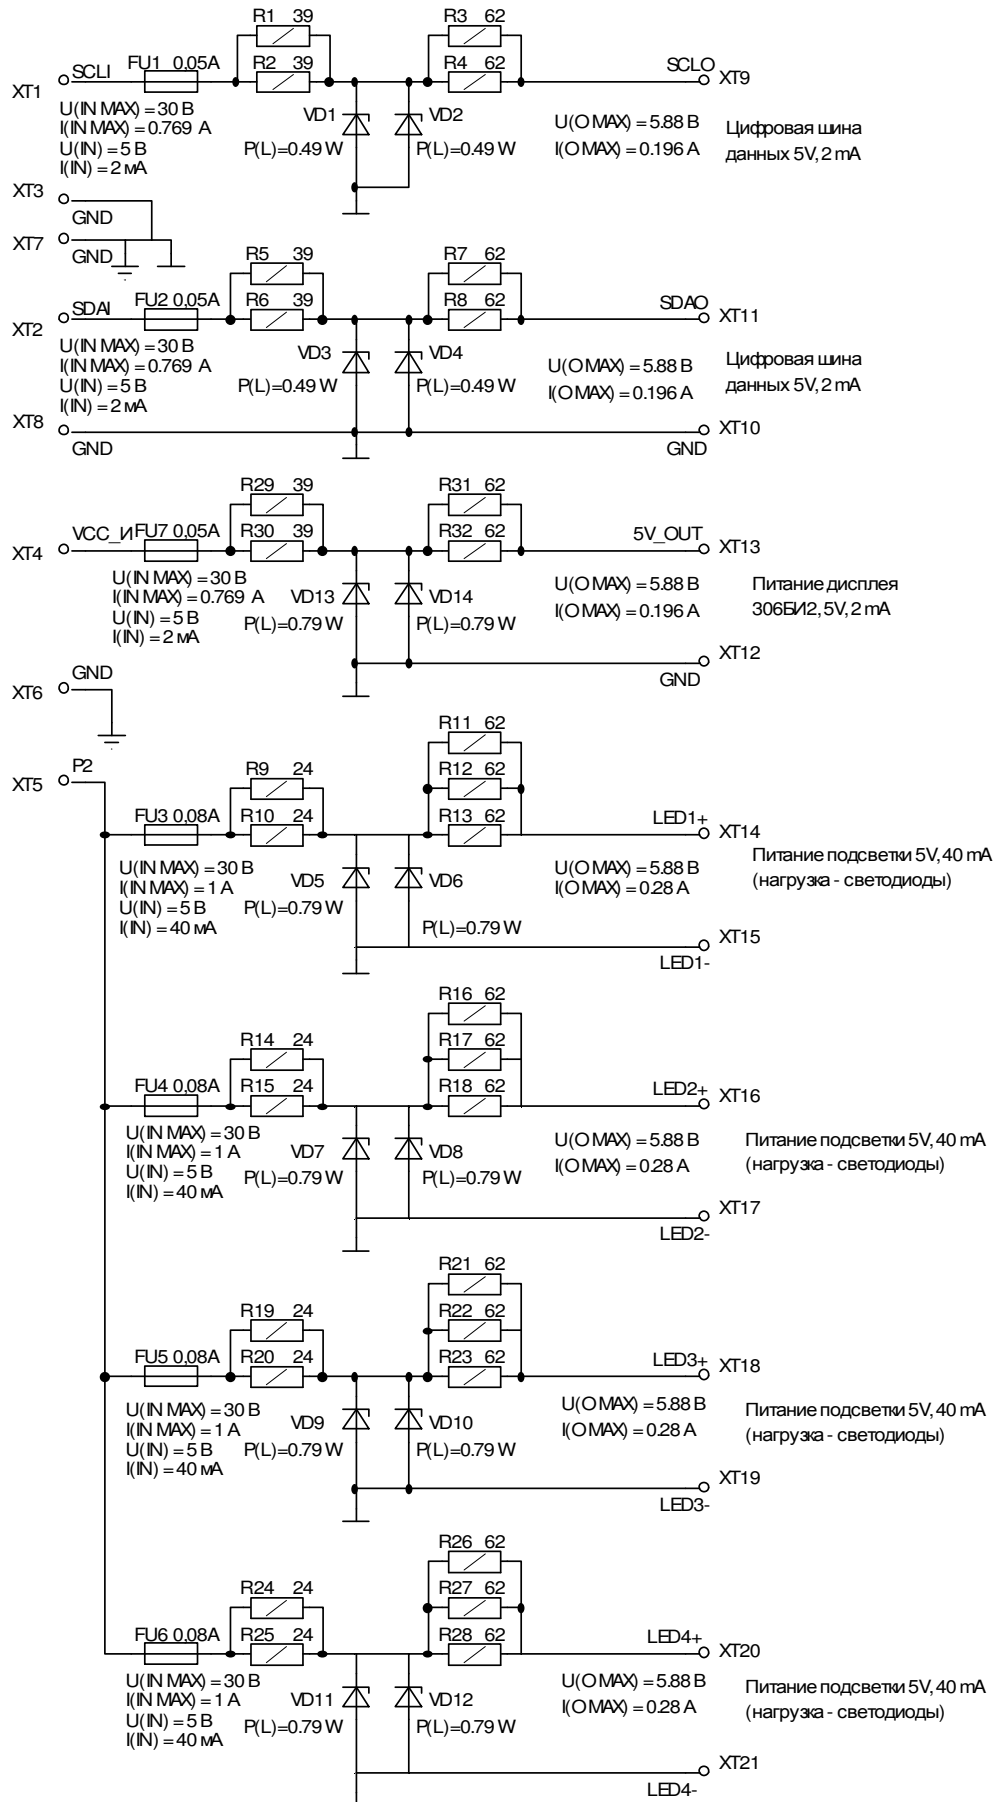 R1 39
R3 62
XT1
SCLI
FU1 0,05A
R2 39
R4 62
SCLO
XT9
U(IN MAX) = 30 В
I(IN MAX) = 0.769 A
U(IN) = 5 В
I(IN) = 2 мА
VD1
VD2
P(L)=0.49 W
P(L)=0.49 W
U(O MAX) = 5.88 В
I(O MAX) = 0.196 A
Цифровая шина
данных 5V, 2 mA
XT3
GND
XT7
GND
R5 39
R7 62
XT2
SDAI
FU2 0,05A
R6 39
R8 62
SDAO
XT11
U(IN MAX) = 30 В
I(IN MAX) = 0.769 A
U(IN) = 5 В
I(IN) = 2 мА
VD3
VD4
P(L)=0.49 W
P(L)=0.49 W
U(O MAX) = 5.88 В
I(O MAX) = 0.196 A
Цифровая шина
данных 5V, 2 mA
XT8
GND
XT10
GND
R29 39
R31 62
XT4
VCC_И
FU7 0,05A
R30 39
R32 62
5V_OUT
XT13
U(IN MAX) = 30 В
I(IN MAX) = 0.769 A
U(IN) = 5 В
I(IN) = 2 мА
VD13
VD14
P(L)=0.79 W
P(L)=0.79 W
U(O MAX) = 5.88 В
I(O MAX) = 0.196 A
Питание дисплея
306БИ2, 5V, 2 mA
XT12
GND
XT6
GND
R11 62
XT5
P2
R9 24
R12 62
FU3 0,08A
R10 24
R13 62
LED1+
XT14
U(IN MAX) = 30 В
I(IN MAX) = 1 A
U(IN) = 5 В
I(IN) = 40 мА
VD5
VD6
P(L)=0.79 W
P(L)=0.79 W
U(O MAX) = 5.88 В
I(O MAX) = 0.28 A
Питание подсветки 5V, 40 mA
(нагрузка - светодиоды)
XT15
LED1-
R16 62
R14 24
R17 62
FU4 0,08A
R15 24
R18 62
LED2+
XT16
U(IN MAX) = 30 В
I(IN MAX) = 1 A
U(IN) = 5 В
I(IN) = 40 мА
VD7
VD8
P(L)=0.79 W
P(L)=0.79 W
U(O MAX) = 5.88 В
I(O MAX) = 0.28 A
Питание подсветки 5V, 40 mA
(нагрузка - светодиоды)
XT17
LED2-
R21 62
R19 24
R22 62
FU5 0,08A
R20 24
R23 62
LED3+
XT18
U(IN MAX) = 30 В
I(IN MAX) = 1 A
U(IN) = 5 В
I(IN) = 40 мА
VD9
VD10
P(L)=0.79 W
P(L)=0.79 W
U(O MAX) = 5.88 В
I(O MAX) = 0.28 A
Питание подсветки 5V, 40 mA
(нагрузка - светодиоды)
XT19
LED3-
R26 62
R24 24
R27 62
FU6 0,08A
R25 24
R28 62
LED4+
XT20
U(IN MAX) = 30 В
I(IN MAX) = 1 A
U(IN) = 5 В
I(IN) = 40 мА
VD11
VD12
P(L)=0.79 W
P(L)=0.79 W
U(O MAX) = 5.88 В
I(O MAX) = 0.28 A
Питание подсветки 5V, 40 mA
(нагрузка - светодиоды)
XT21
LED4-